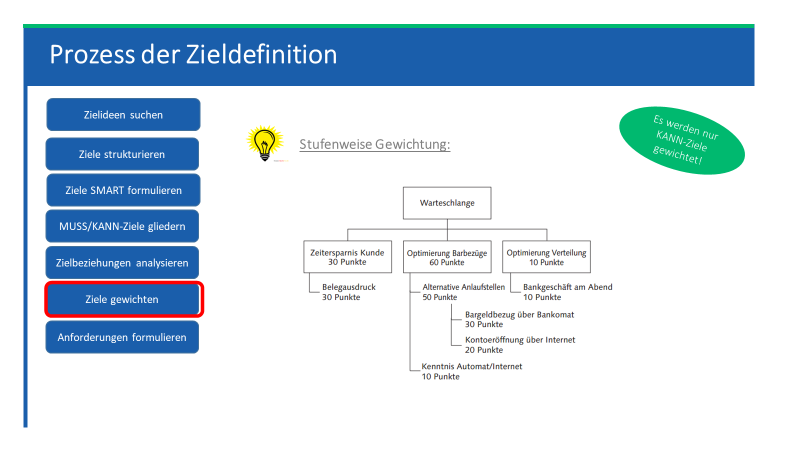 Prozess der Zieldefinition
Zielideen suchen
Ziele strukturieren
Ziele SMART formulieren
MUSS/KANN-Ziele gliedern
Zielbeziehungen analysieren
Ziele gewichten
Anforderungen formulieren
Stufenweise Gewichtung:
Es werden nur
KANN-Ziele
gewichtet!
Warteschlange
Zeitersparnis Kunde
30 Punkte
Belegausdruck
30 Punkte
Optimierung Barbezüge
60 Punkte
Alternative Anlaufstellen
50 Punkte
Bargeldbezug über Bankomat
30 Punkte
Kontoeröffnung über Internet
20 Punkte
Kenntnis Automat/Internet
10 Punkte
Optimierung Verteilung
10 Punkte
Bankgeschäft am Abend
10 Punkte